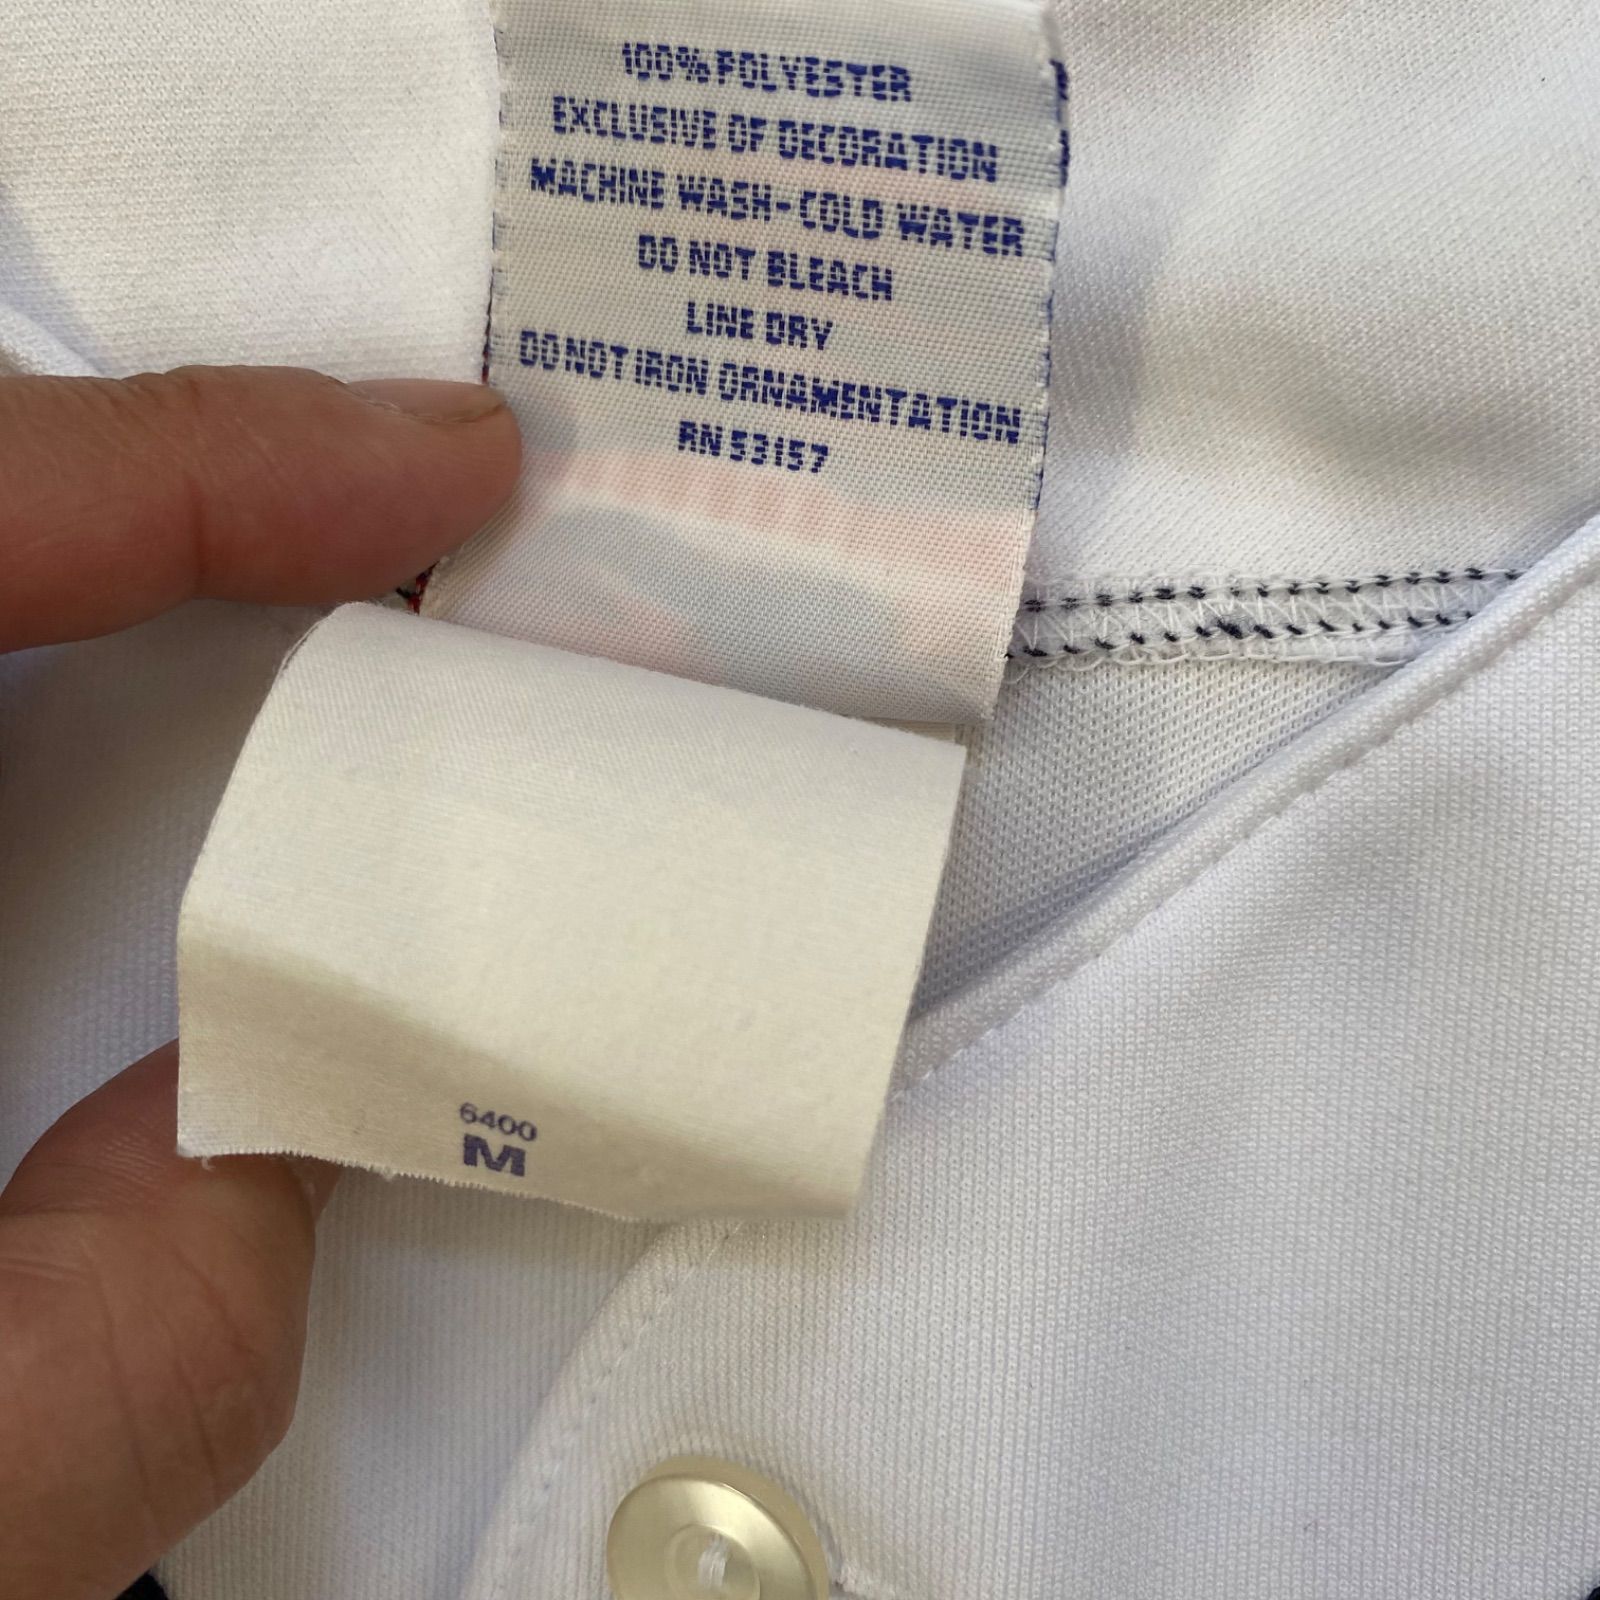 100% POLYESTER
EXCLUSIVE OF DECORATION
MACHINE WASH-COLD WATER
DO NOT BLEACH
LINE DRY
DO NOT IRON ORNAMENTATION
RN 53157
6400
M